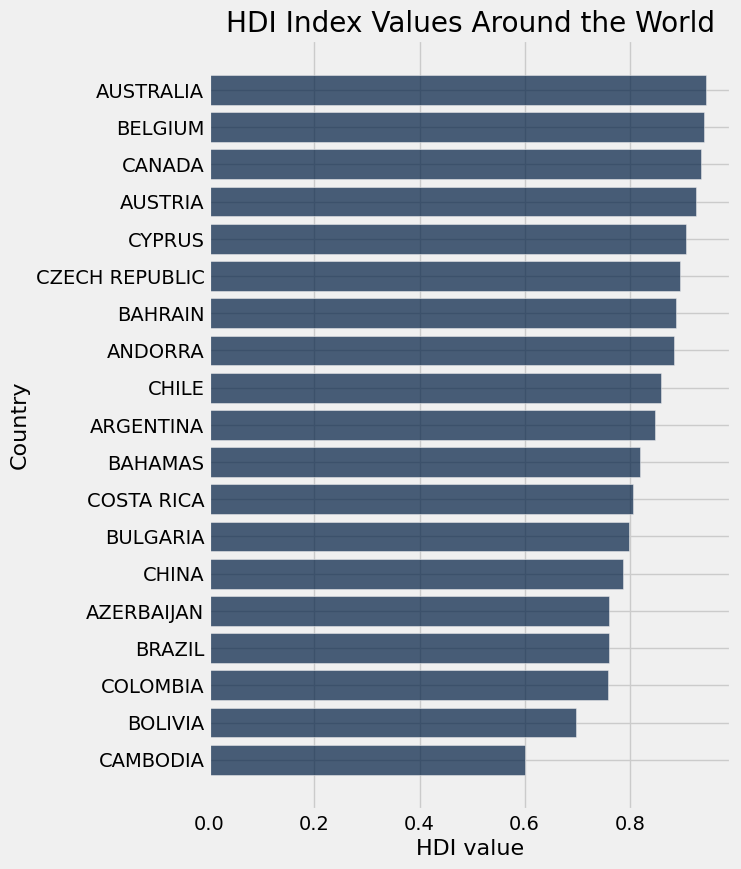 HDI Index Values Around the World
AUSTRALIA
BELGIUM
CANADA
AUSTRIA
CYPRUS
CZECH REPUBLIC
BAHRAIN
ANDORRA
CHILE
ARGENTINA
BAHAMAS
COSTA RICA
BULGARIA
CHINA
AZERBAIJAN
BRAZIL
COLOMBIA
BOLIVIA
CAMBODIA
Country
0.0 0.2 0.4 0.6 0.8
HDI value